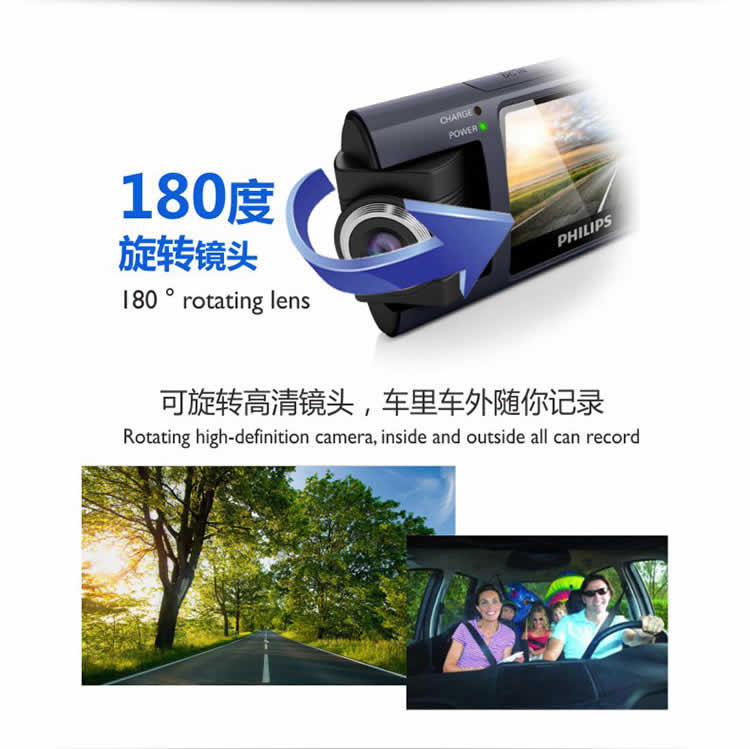 DC IN
CHARGE
POWER
PHILIPS
180度
旋转镜头
180 ° rotating lens
可旋转高清镜头，车里车外随你记录
Rotating high-definition camera, inside and outside all can record